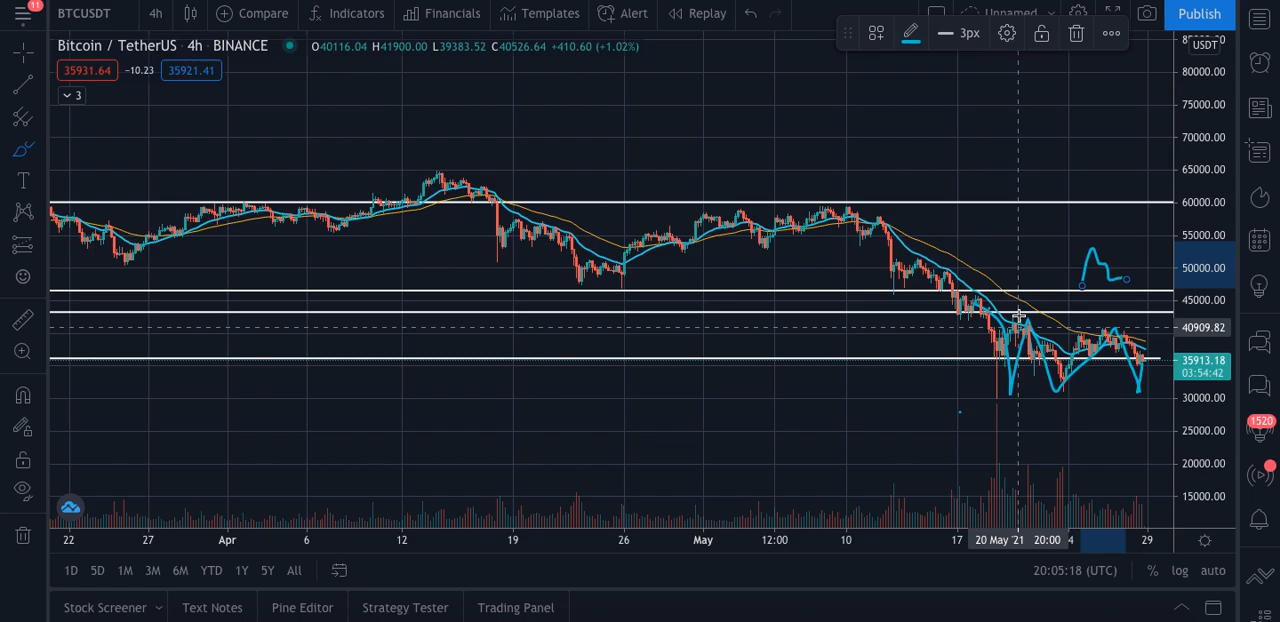 11
BTCUSDT 4h Compare Indicators Financials Templates Alert Replay Unnamed Publish
3px
Bitcoin / TetherUS · 4h · BINANCE O40116.04 H41900.00 L39383.52 C40526.64 +410.60 (+1.02%)
USDT
35931.64 −10.23 35921.41
3
80000.00
75000.00
70000.00
65000.00
60000.00
55000.00
50000.00
45000.00
40909.82
35913.18
03:54:42
30000.00
25000.00
20000.00
15000.00
1520
22 27 Apr 6 12 19 26 May 12:00 10 17 20 May '21 20:00 4 29
1D 5D 1M 3M 6M YTD 1Y 5Y All 20:05:18 (UTC) % log auto
Stock Screener Text Notes Pine Editor Strategy Tester Trading Panel